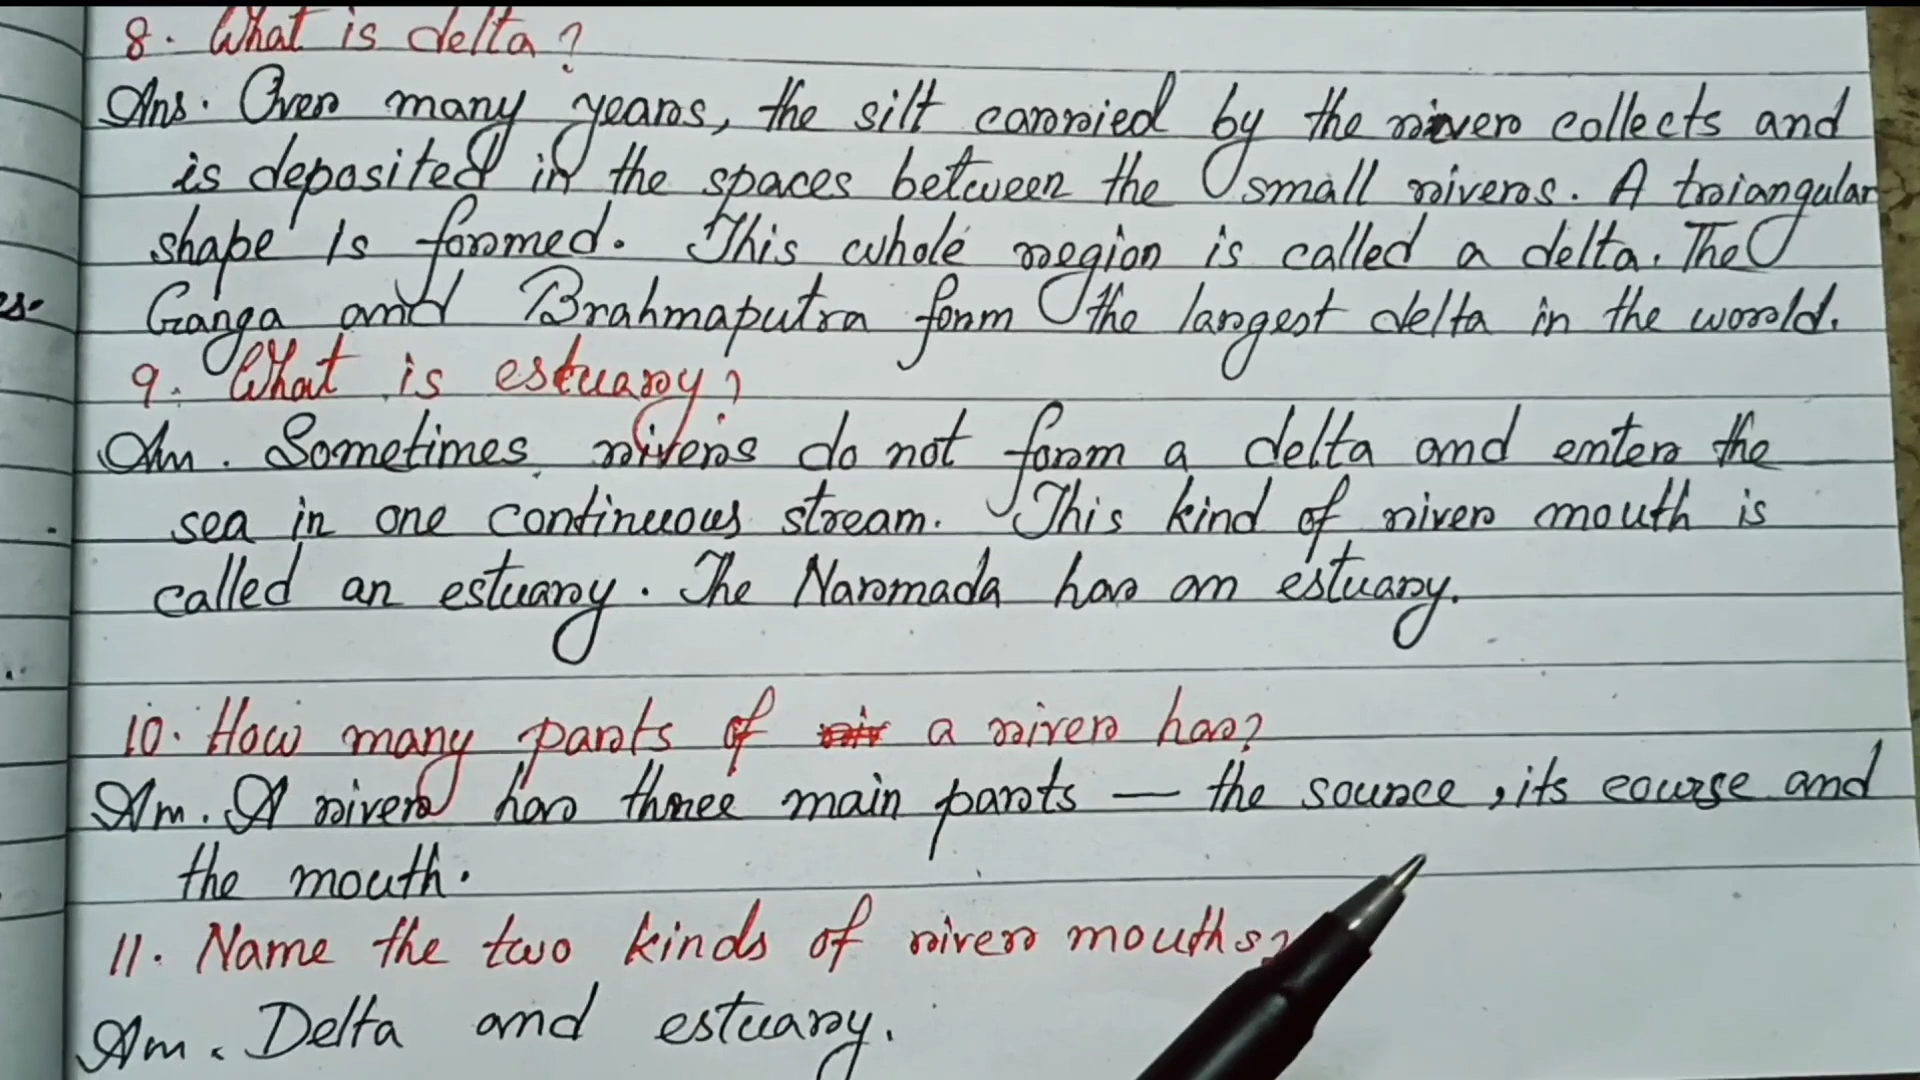 8. What is delta?
Ans. Over many years, the silt carried by the river collects and
is deposited in the spaces between the small rivers. A triangular
shape is formed. This whole region is called a delta. The
Ganga and Brahmaputra form the largest delta in the world.
9. What is estuary?
An. Sometimes rivers do not form a delta and enter the
sea in one continuous stream. This kind of river mouth is
called an estuary. The Narmada has an estuary.
10. How many parts of a river has?
An. A river has three main parts — the source, its course and
the mouth.
11. Name the two kinds of river mouths?
An. Delta and estuary.